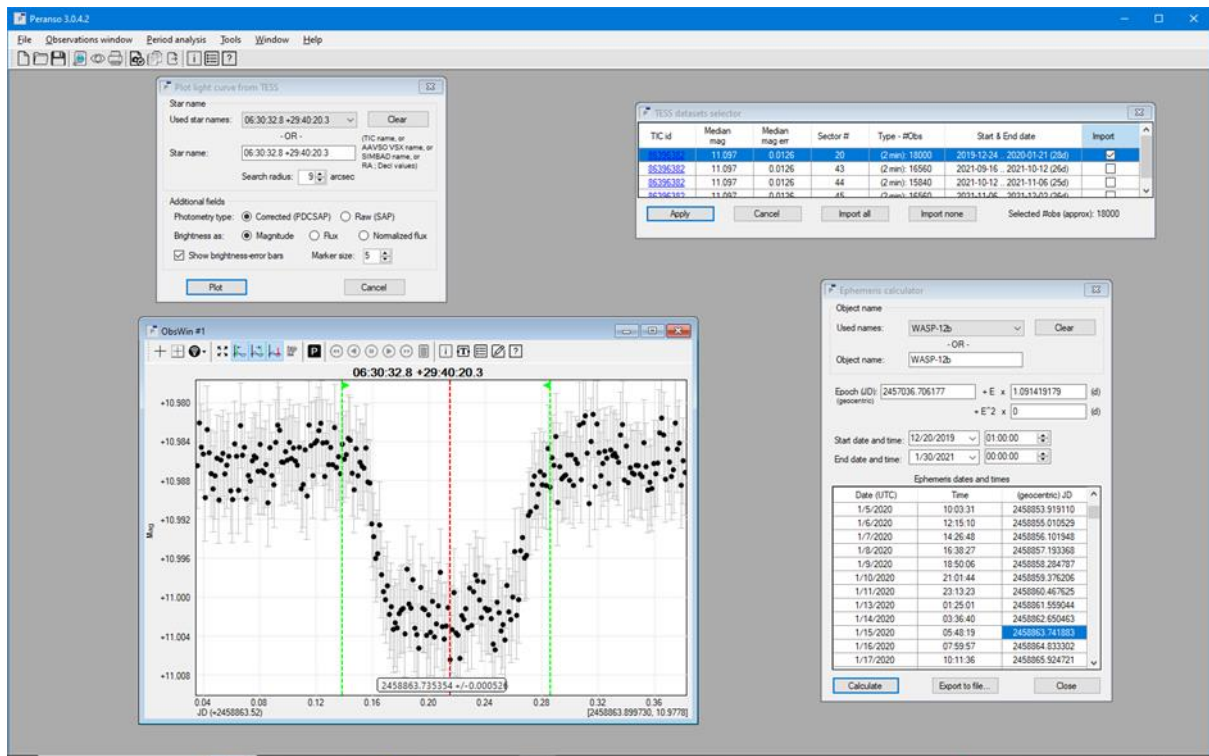 Peranso 3.0.4.2
File Observations window Period analysis Tools Window Help
Plot light curve from TESS
Star name
Used star names: 06:30:32.8 +29:40:20.3 Clear
- OR -
(TIC name, or
AAVSO VSX name, or
SIMBAD name, or
RA ; Decl values)
Star name: 06:30:32.8 +29:40:20.3
Search radius: 9 arcsec
Additional fields
Photometry type: Corrected (PDCSAP) Raw (SAP)
Brightness as: Magnitude Flux Normalized flux
Show brightness-error bars Marker size: 5
Plot Cancel
TESS datasets selector
TIC id Median mag Median mag err Sector # Type - #Obs Start & End date Import
86396382 11.097 0.0126 20 (2 min): 18000 2019-12-24 .. 2020-01-21 (28d)
86396382 11.097 0.0126 43 (2 min): 16560 2021-09-16 .. 2021-10-12 (26d)
86396382 11.097 0.0126 44 (2 min): 15840 2021-10-12 .. 2021-11-06 (25d)
86396382 11.097 0.0126 45 (2 min): 16560 2021-11-06 .. 2021-12-02 (26d)
Apply Cancel Import all Import none Selected #obs (approx): 18000
ObsWin #1
06:30:32.8 +29:40:20.3
+10.980
+10.984
+10.988
+10.992
+10.996
+11.000
+11.004
+11.008
Mag
2458863.735354 +/-0.000526
0.04 0.08 0.12 0.16 0.20 0.24 0.28 0.32 0.36
JD (+2458863.52) [2458863.899730, 10.9778]
Ephemeris calculator
Object name
Used names: WASP-12b Clear
- OR -
Object name: WASP-12b
Epoch (JD): 2457036.706177 + E x 1.091419179 (d)
(geocentric)
+ E^2 x 0 (d)
Start date and time: 12/20/2019 01:00:00
End date and time: 1/30/2021 00:00:00
Ephemeris dates and times
Date (UTC) Time (geocentric) JD
1/5/2020 10:03:31 2458853.919110
1/6/2020 12:15:10 2458855.010529
1/7/2020 14:26:48 2458856.101948
1/8/2020 16:38:27 2458857.193368
1/9/2020 18:50:06 2458858.284787
1/10/2020 21:01:44 2458859.376206
1/11/2020 23:13:23 2458860.467625
1/13/2020 01:25:01 2458861.559044
1/14/2020 03:36:40 2458862.650463
1/15/2020 05:48:19 2458863.741883
1/16/2020 07:59:57 2458864.833302
1/17/2020 10:11:36 2458865.924721
Calculate Export to file... Close